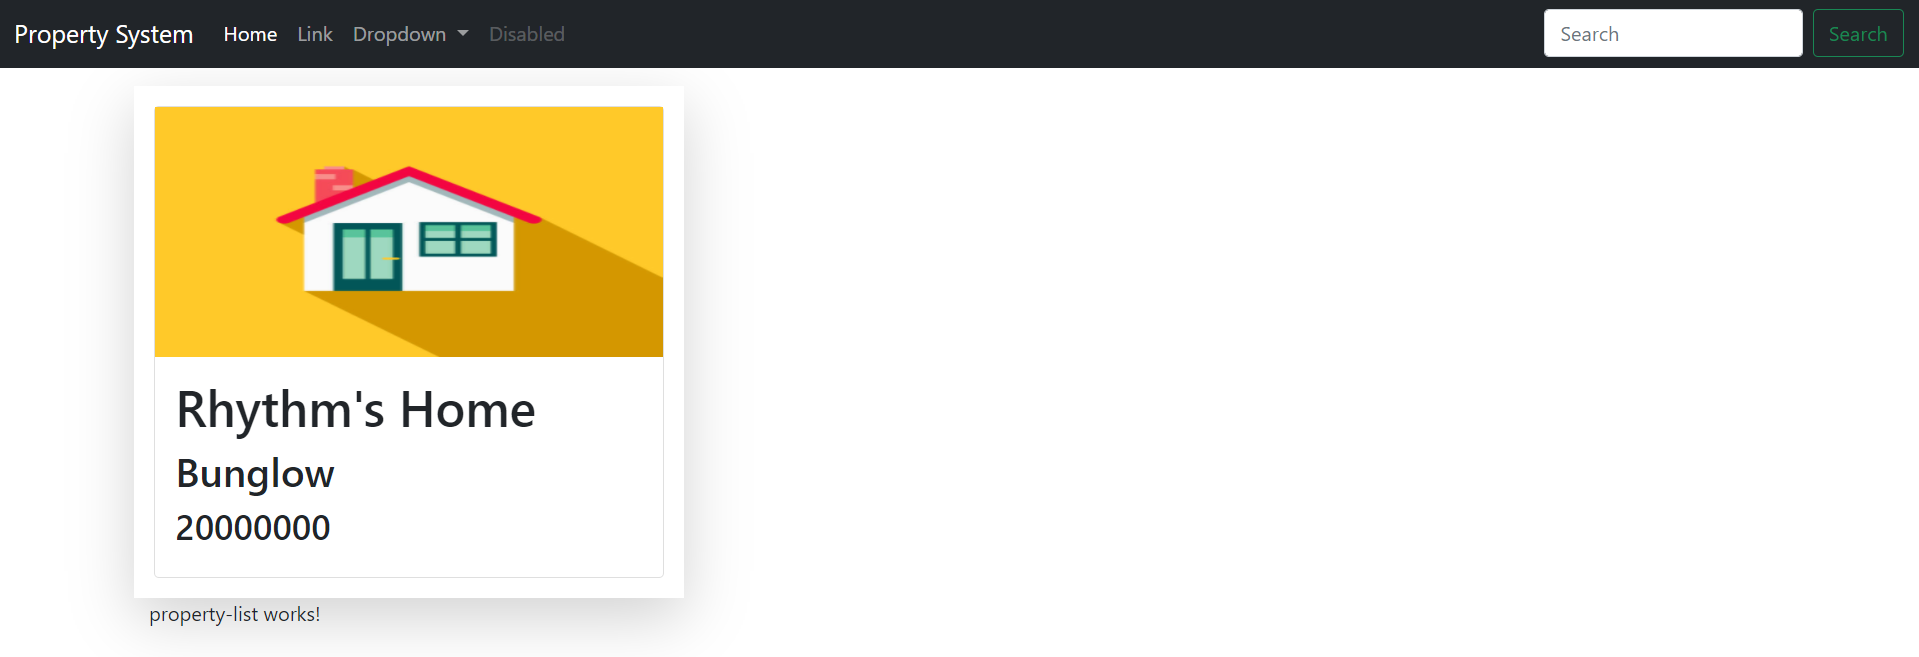 Property System Home Link Dropdown Disabled Search Search
Rhythm's Home
Bunglow
20000000
property-list works!